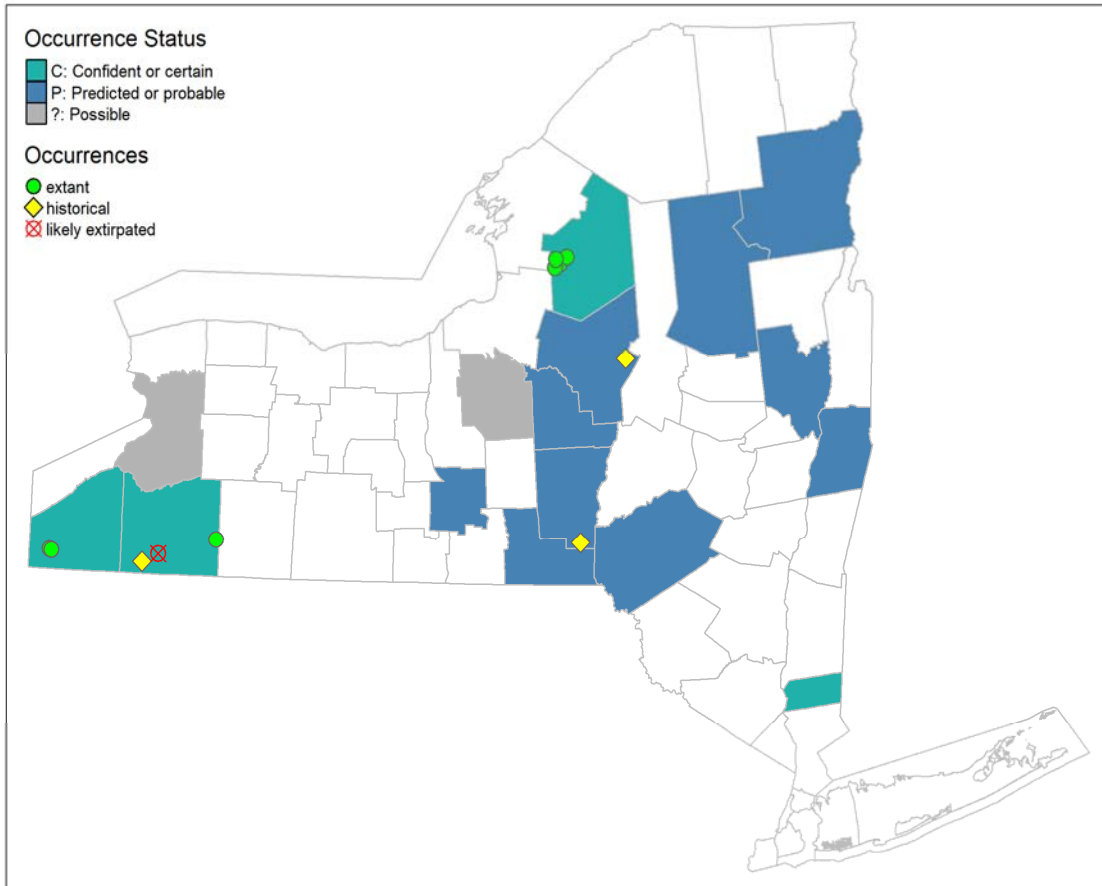 Occurrence Status
C: Confident or certain
P: Predicted or probable
?: Possible
Occurrences
extant
historical
likely extirpated